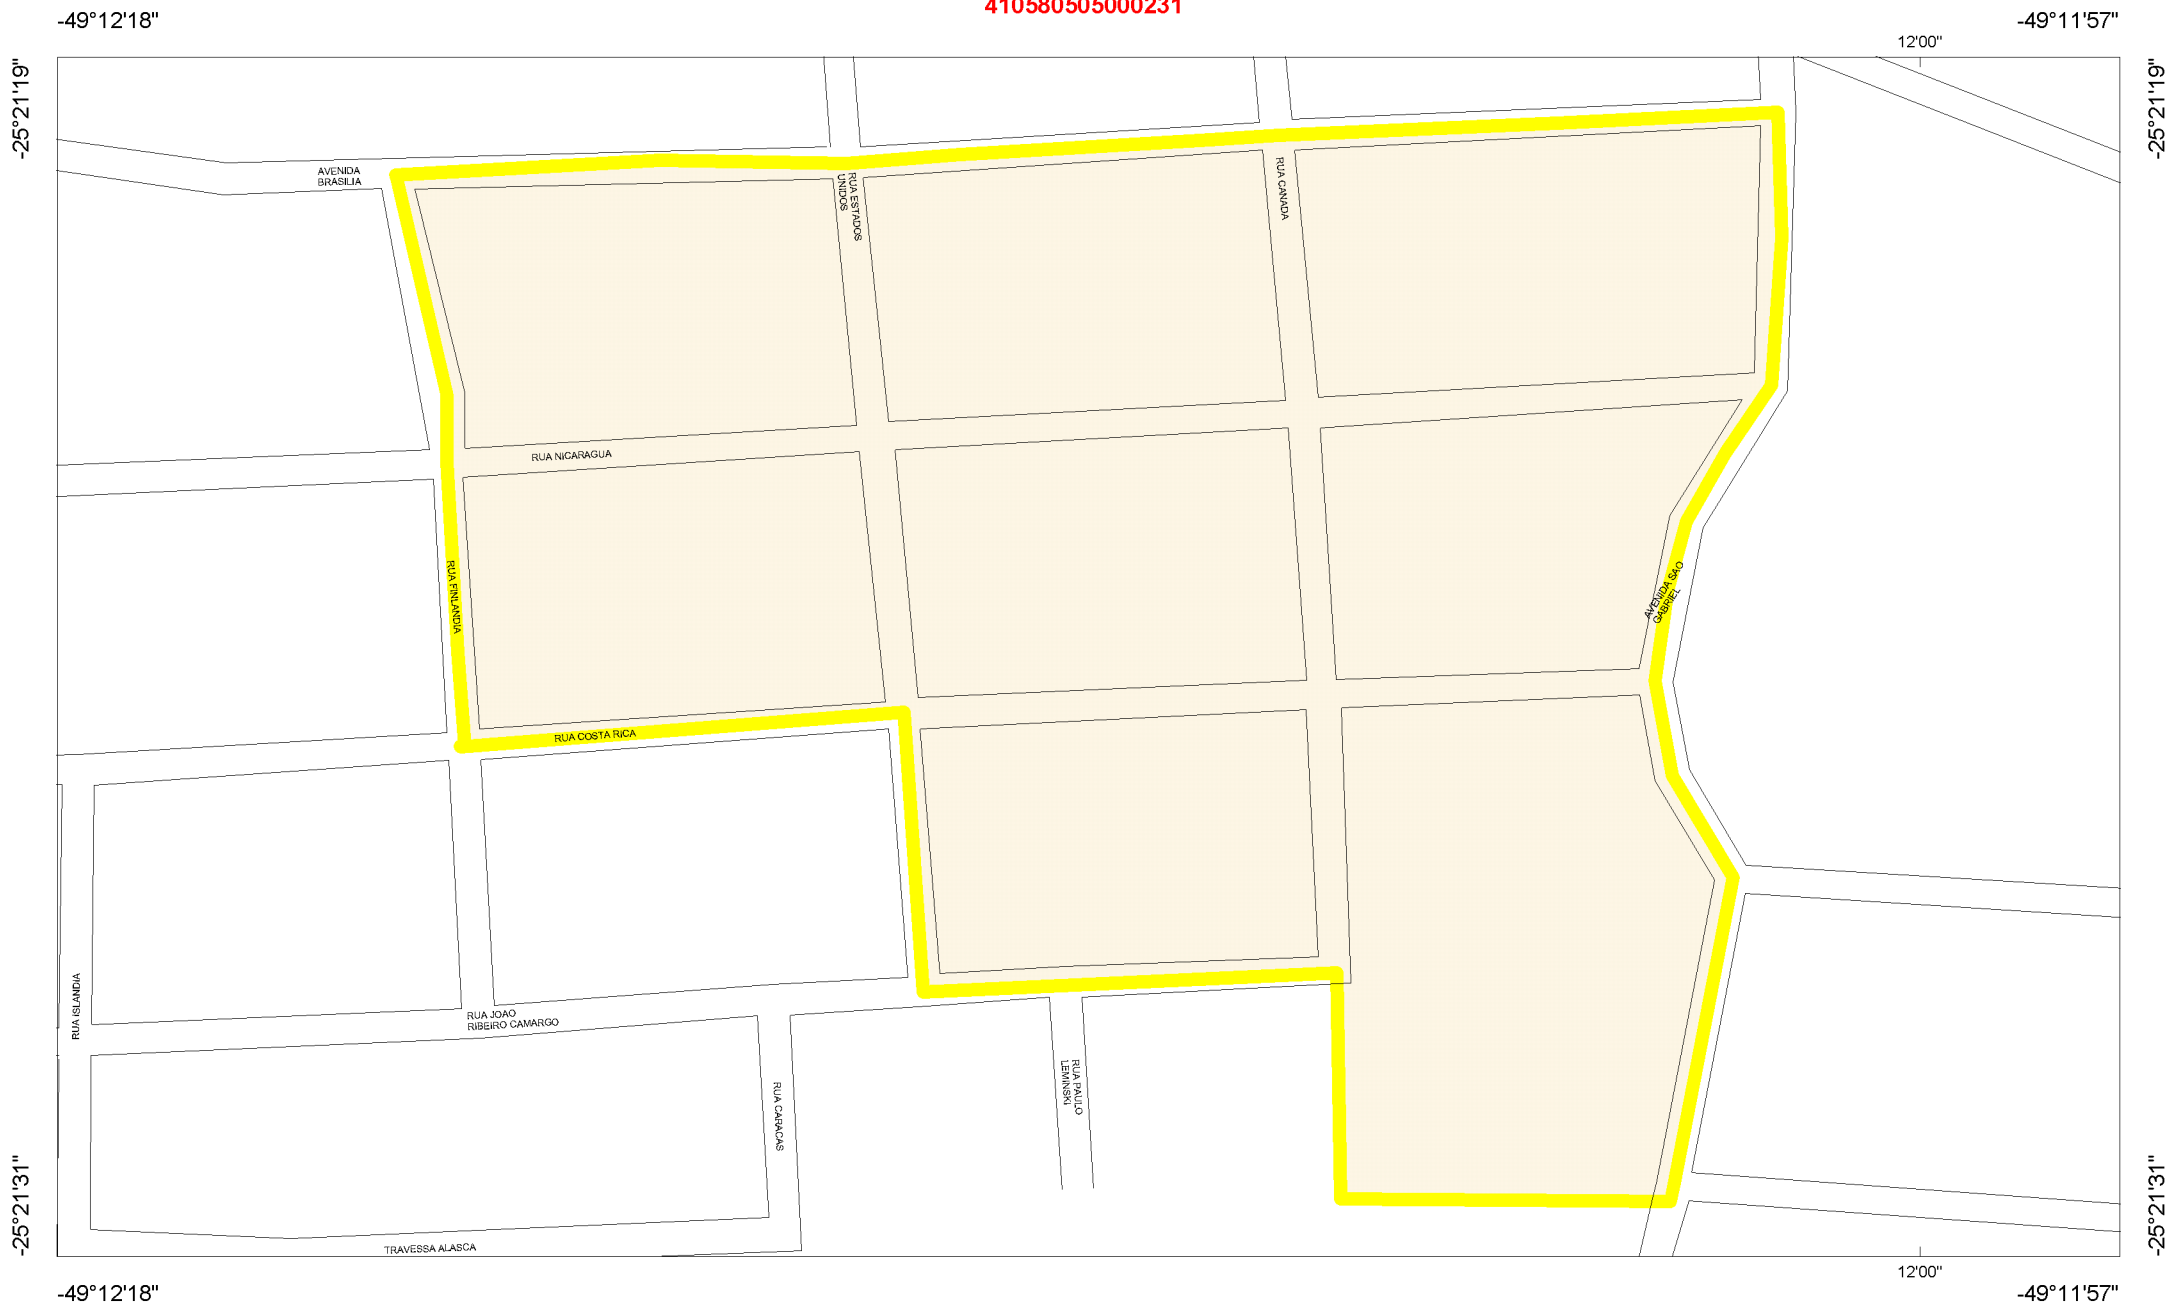 410580505000231
-49°12'18"
-49°11'57"
12'00"
-25°21'19"
-25°21'19"
AVENIDA
BRASILIA
RUA ESTADOS
UNIDOS
RUA CANADA
RUA NICARAGUA
RUA FINLANDIA
AVENIDA SAO
GABRIEL
RUA COSTA RICA
RUA ISLANDIA
RUA JOAO
RIBEIRO CAMARGO
RUA PAULO
LEMINSKI
RUA CARACAS
TRAVESSA ALASCA
-25°21'31"
-25°21'31"
12'00"
-49°12'18"
-49°11'57"